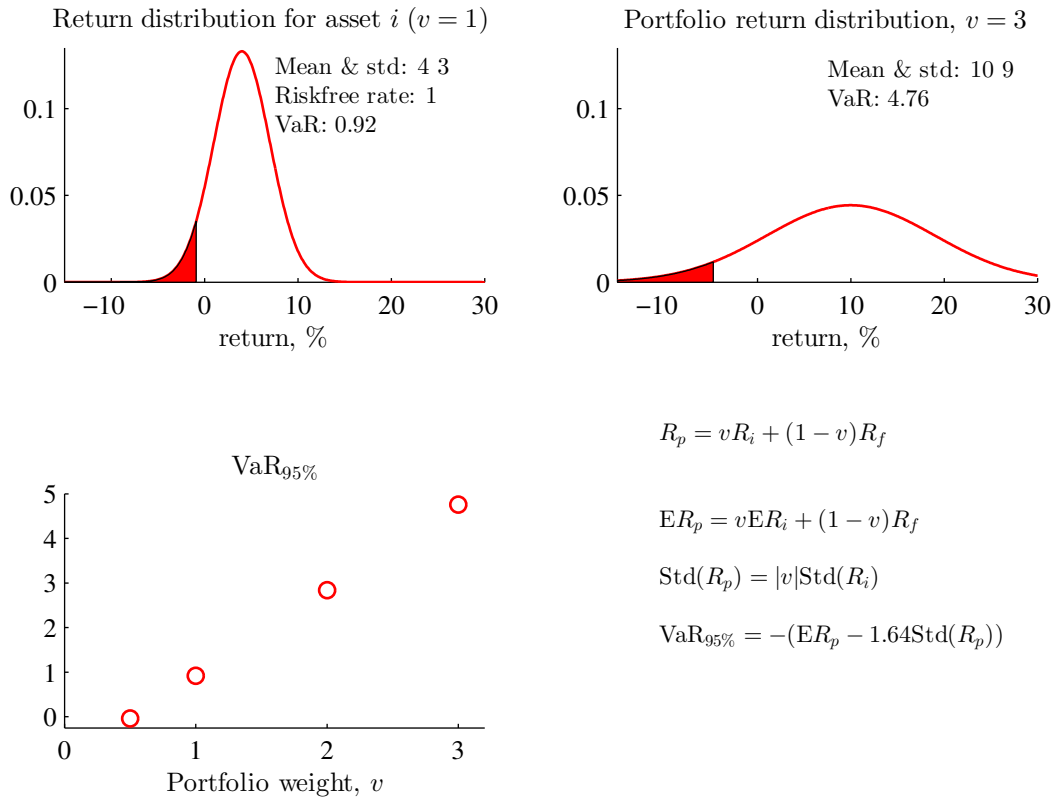 Return distribution for asset i (v = 1)
Mean & std: 4 3
Riskfree rate: 1
VaR: 0.92
0.1
0.05
0
−10 0 10 20 30
return, %
Portfolio return distribution, v = 3
Mean & std: 10 9
VaR: 4.76
0.1
0.05
0
−10 0 10 20 30
return, %
VaR95%
5
4
3
2
1
0
0 1 2 3
Portfolio weight, v
Rp = vRi + (1 − v)Rf
ERp = vERi + (1 − v)Rf
Std(Rp) = |v|Std(Ri)
VaR95% = −(ERp − 1.64Std(Rp))